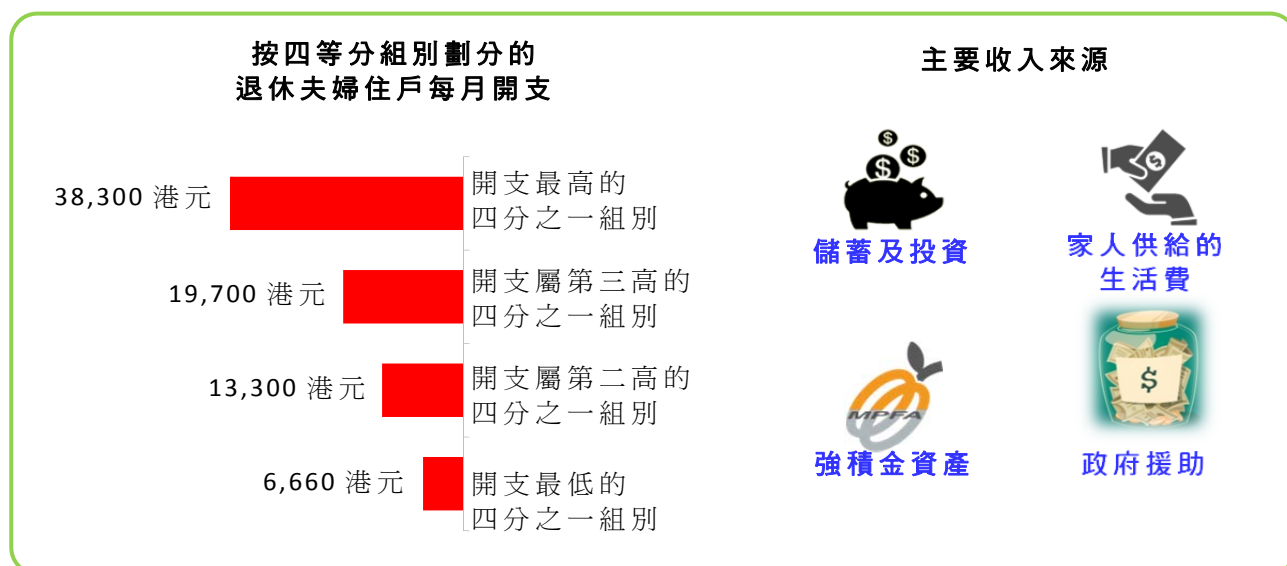 按四等分組別劃分的
退休夫婦住戶每月開支
38,300 港元
開支最高的
四分之一組別
19,700 港元
開支屬第三高的
四分之一組別
13,300 港元
開支屬第二高的
四分之一組別
6,660 港元
開支最低的
四分之一組別
主要收入來源
$
$
$
儲蓄及投資
$
家人供給的
生活費
MPFA
強積金資產
$
政府援助